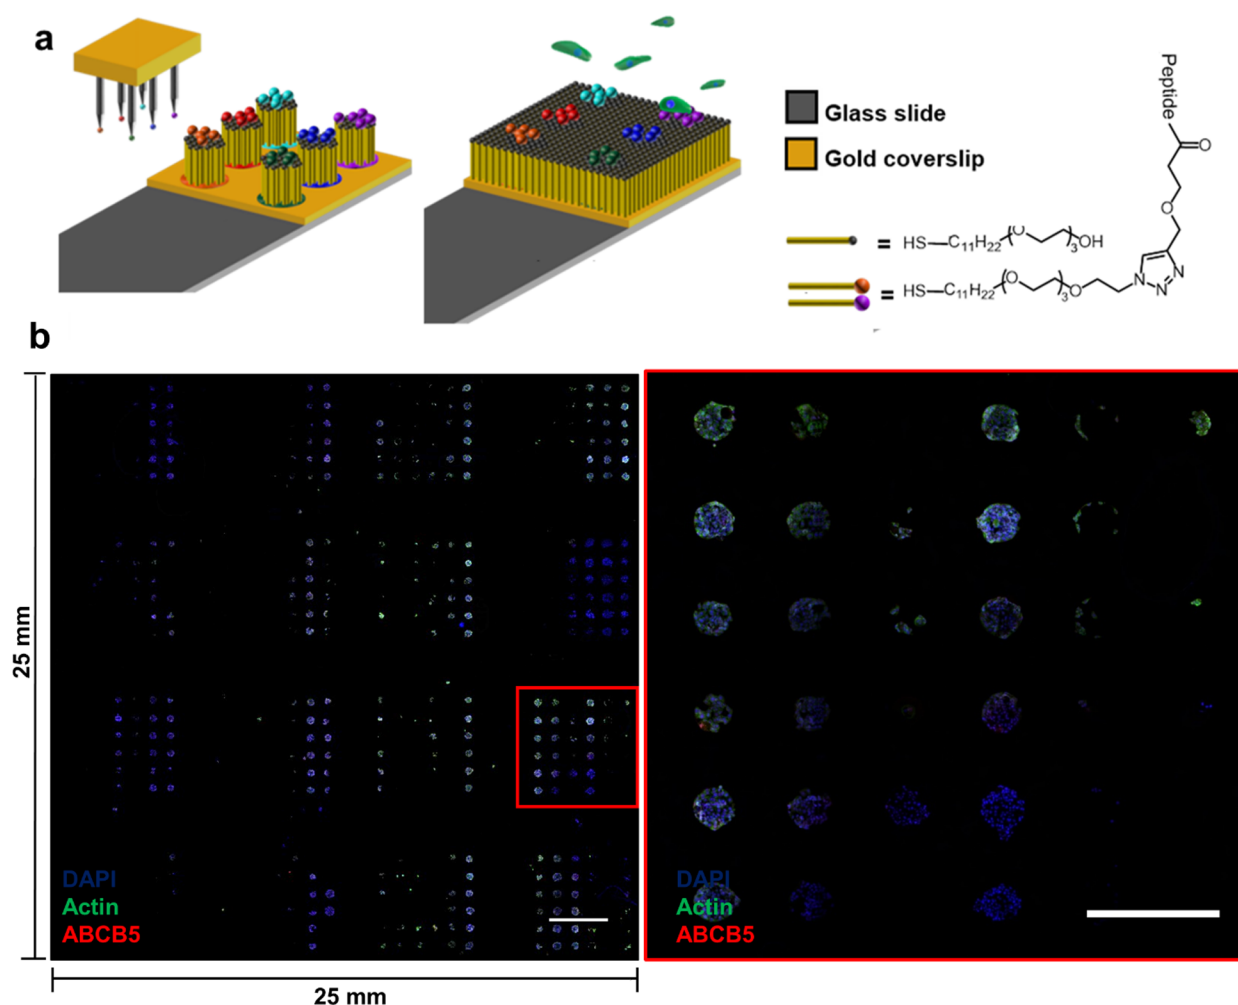 a
Glass slide
Gold coverslip
Peptide
O
O
= HS—C11H22(O 3OH
= HS—C11H22(O 3O N N N
b
25 mm
DAPI
Actin
ABCB5
DAPI
Actin
ABCB5
25 mm